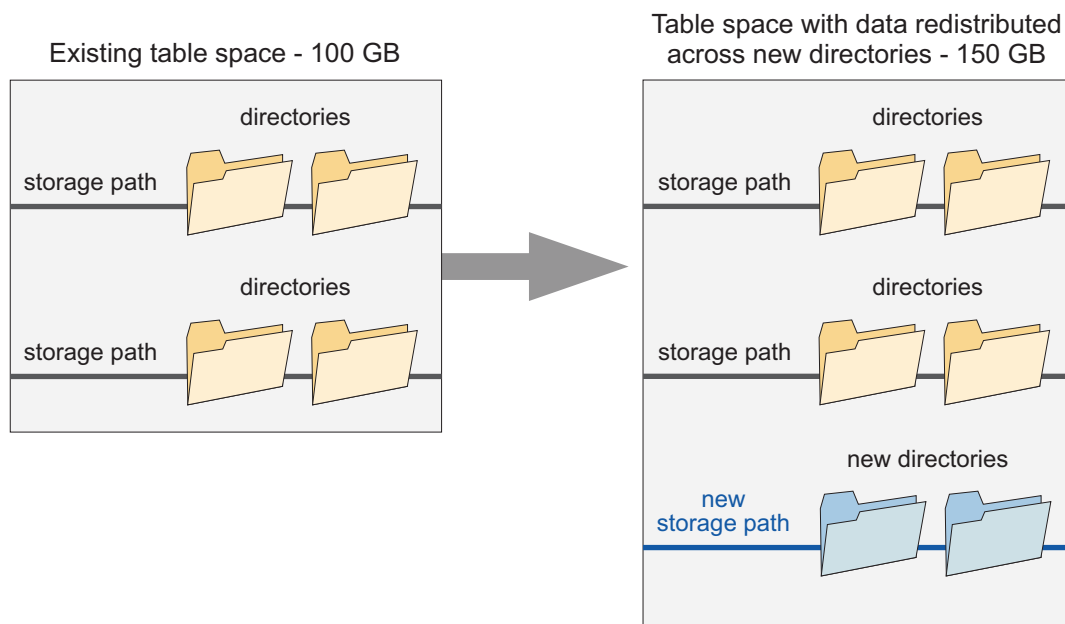 Existing table space - 100 GB
directories
storage path
directories
storage path
Table space with data redistributed
across new directories - 150 GB
directories
storage path
directories
storage path
new directories
new
storage path